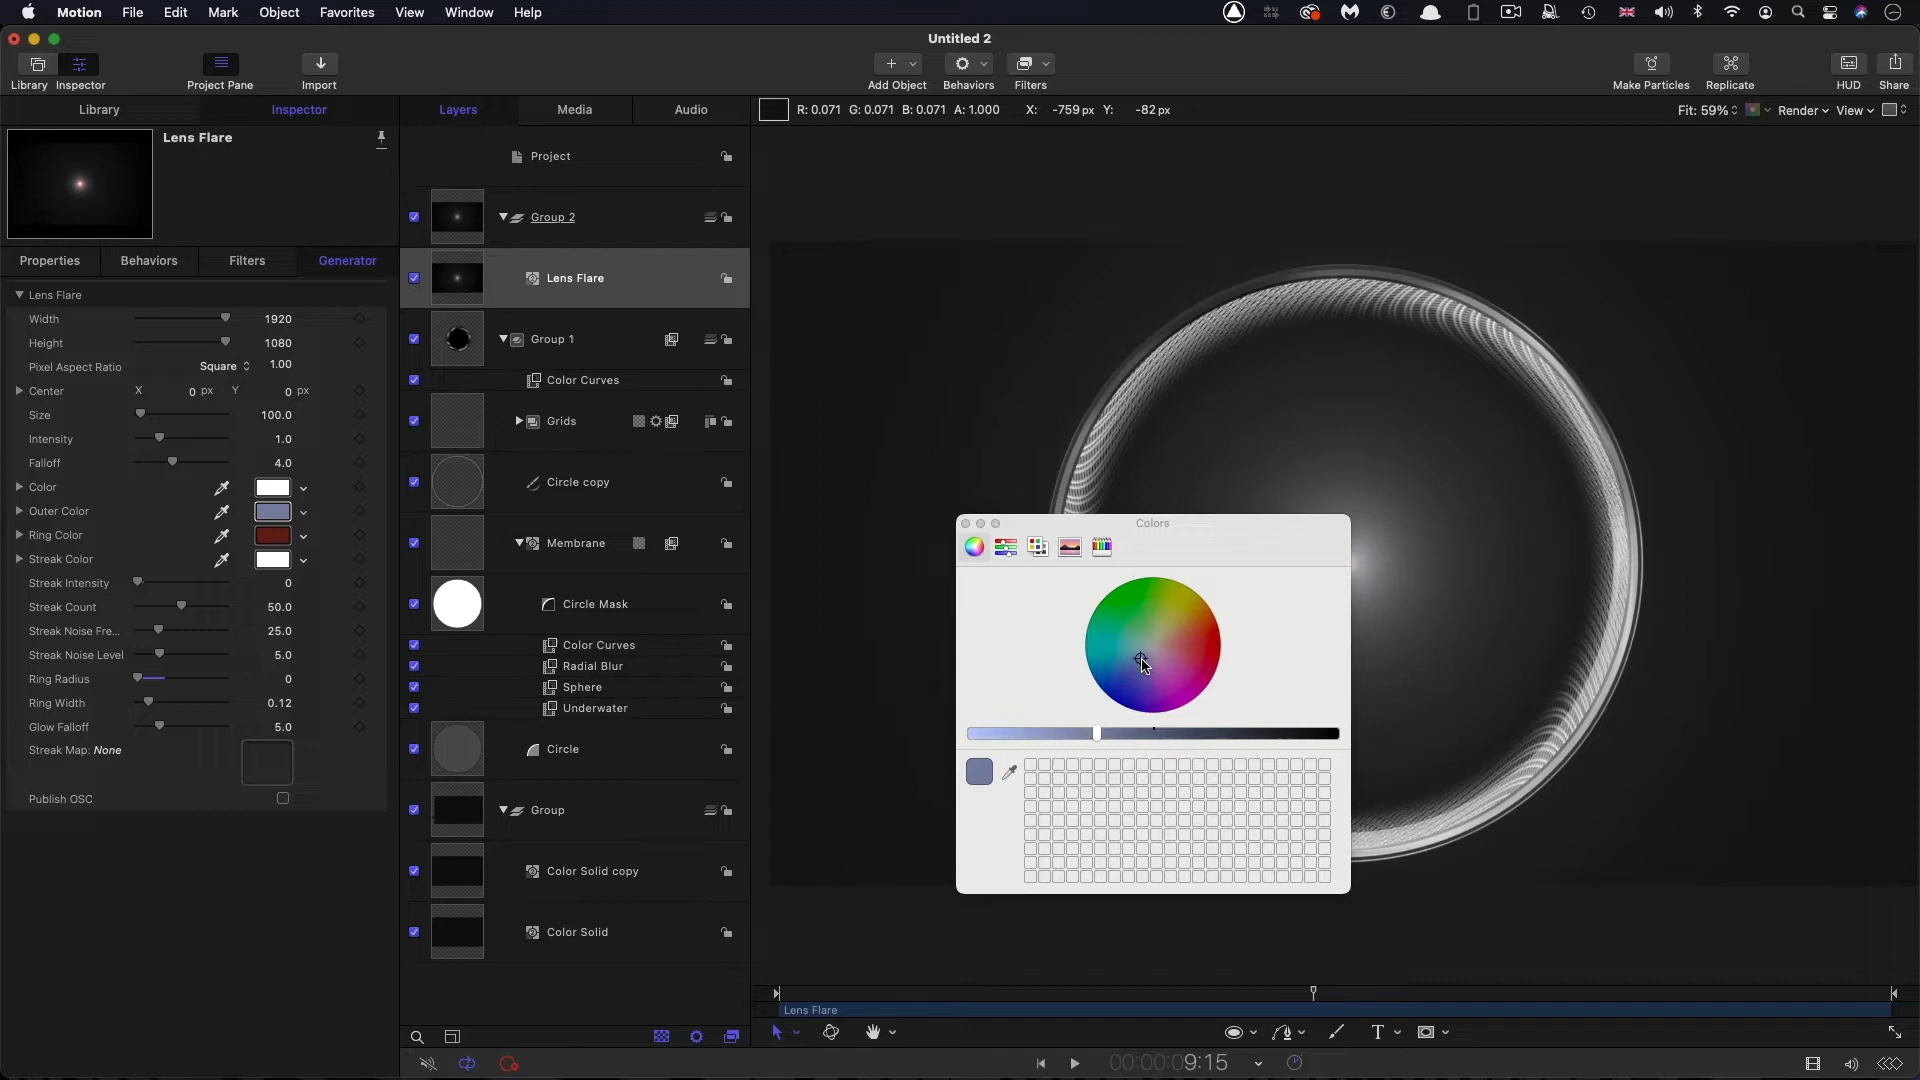 Motion File Edit Mark Object Favorites View Window Help
Untitled 2
Library Inspector Project Pane Import Add Object Behaviors Filters Make Particles Replicate HUD Share
Library Inspector Layers Media Audio R: 0.071 G: 0.071 B: 0.071 A: 1.000 X: -759 px Y: -82 px Fit: 59% Render View
Lens Flare
Properties Behaviors Filters Generator
Lens Flare
Width 1920
Height 1080
Pixel Aspect Ratio Square 1.00
Center X 0 px Y 0 px
Size 100.0
Intensity 1.0
Falloff 4.0
Color
Outer Color
Ring Color
Streak Color
Streak Intensity 0
Streak Count 50.0
Streak Noise Fre... 25.0
Streak Noise Level 5.0
Ring Radius 0
Ring Width 0.12
Glow Falloff 5.0
Streak Map: None
Publish OSC
Project
Group 2
Lens Flare
Group 1
Color Curves
Grids
Circle copy
Membrane
Circle Mask
Color Curves
Radial Blur
Sphere
Underwater
Circle
Group
Color Solid copy
Color Solid
Colors
Lens Flare
T
00:00:09:15